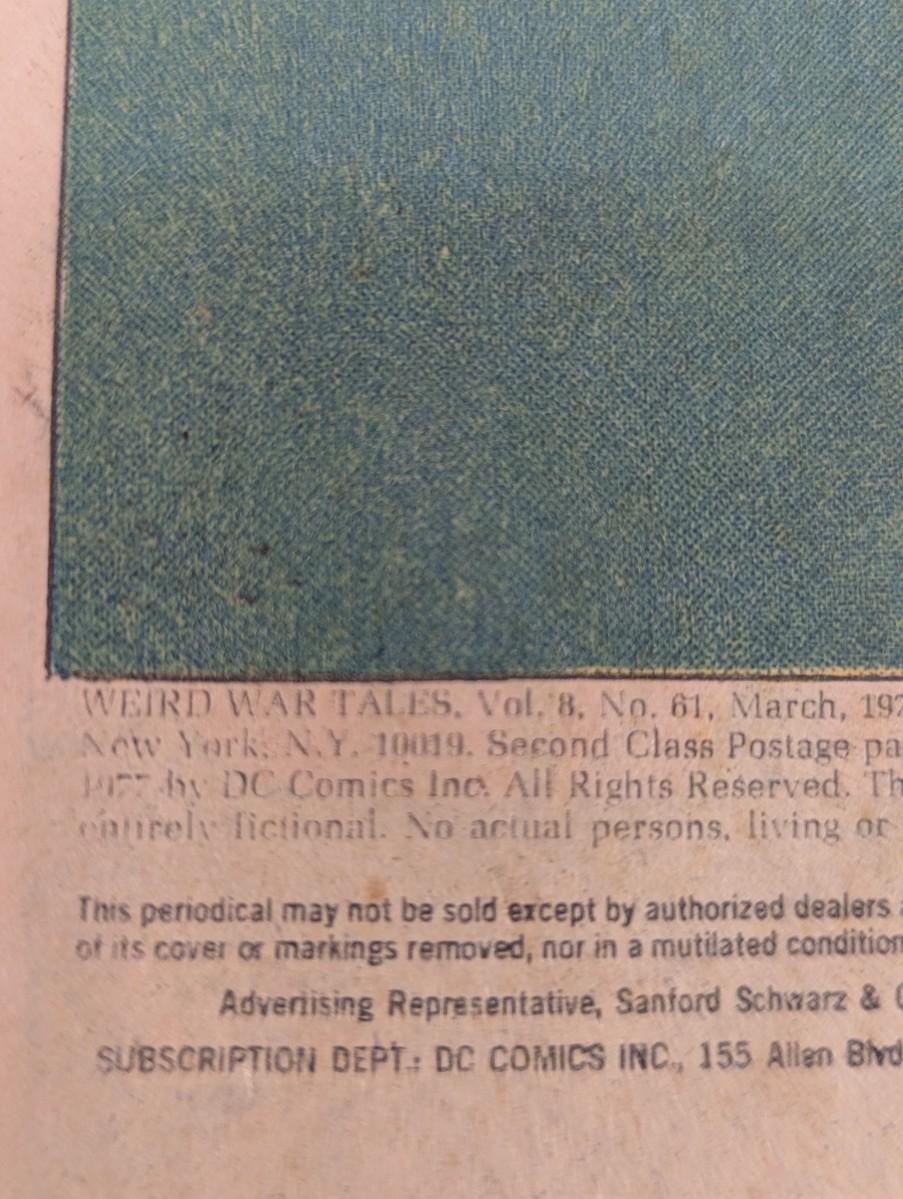 WEIRD WAR TALES, Vol. 8, No. 61, March, 197
New York, N.Y. 10019. Second Class Postage pa
1977 by DC Comics Inc. All Rights Reserved. Th
entirely fictional. No actual persons, living or
This periodical may not be sold except by authorized dealers a
of its cover or markings removed, nor in a mutilated condition
Advertising Representative, Sanford Schwarz & C
SUBSCRIPTION DEPT.: DC COMICS INC., 155 Allen Blvd